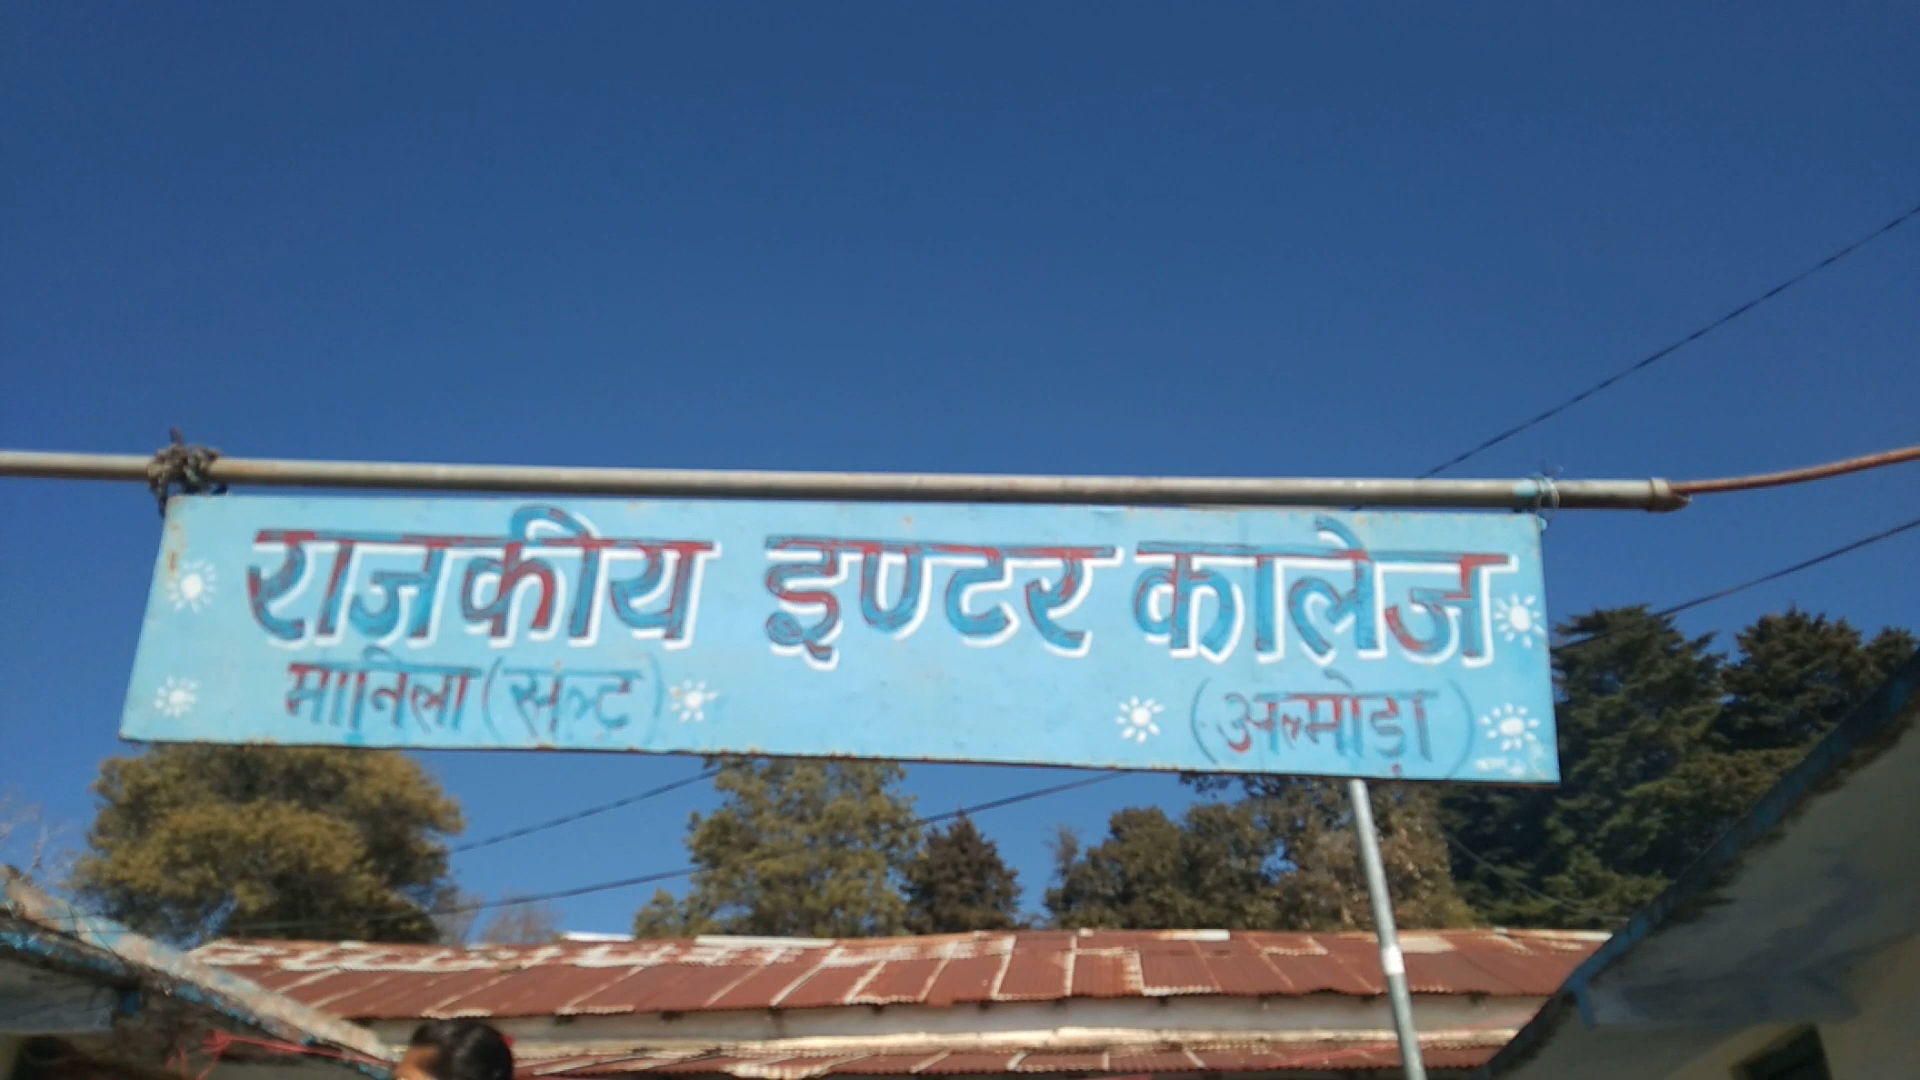 राजकीय इण्टर कालेज
मानिला (सल्ट) (अल्मोड़ा)